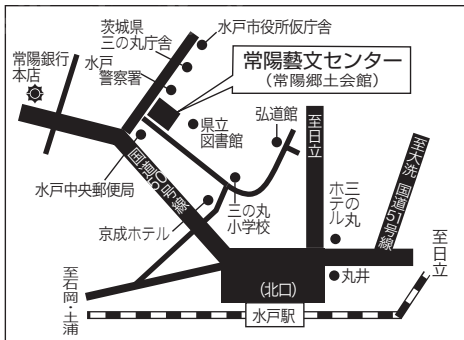 茨城県
三の丸庁舎
水戸市役所仮庁舎
常陽銀行
本店
水戸
警察署
常陽藝文センター
(常陽郷土会館)
県立
図書館
弘道館
至日立
至大洗 国道51号線
水戸中央郵便局
国道50号線
三の丸
小学校
京成ホテル
三の丸
ホテル
至日立
丸井
(北口)
至石岡・土浦
水戸駅